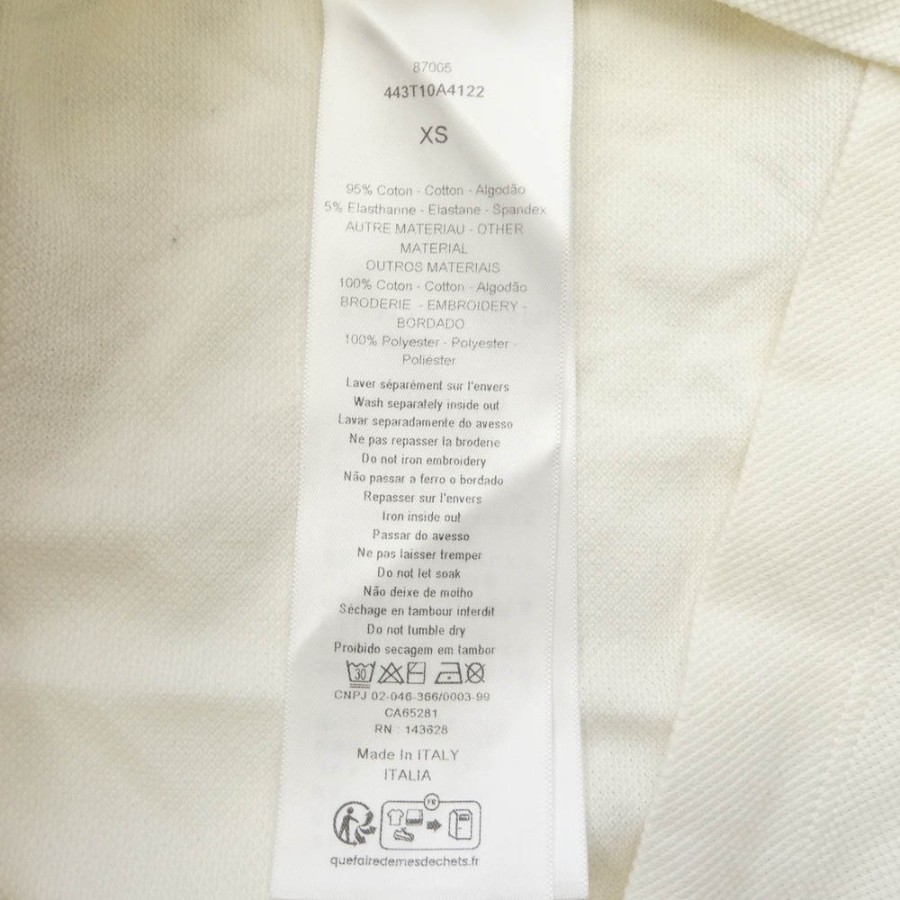 87005
443T10A4122
XS
95% Coton - Cotton - Algodão
5% Elasthanne - Elastane - Spandex
AUTRE MATERIAU - OTHER
MATERIAL
OUTROS MATERIAIS
100% Coton - Cotton - Algodão
BRODERIE - EMBROIDERY -
BORDADO
100% Polyester - Polyester -
Poliéster
Laver séparément sur l'envers
Wash separately inside out
Lavar separadamente do avesso
Ne pas repasser la broderie
Do not iron embroidery
Não passar a ferro o bordado
Repasser sur l'envers
Iron inside out
Passar do avesso
Ne pas laisser tremper
Do not let soak
Não deixe de molho
Séchage en tambour interdit
Do not tumble dry
Proibido secagem em tambor
30
CNPJ 02-046-366/0003-99
CA65281
RN : 143628
Made In ITALY
ITALIA
FR
quefairedemesdechets.fr